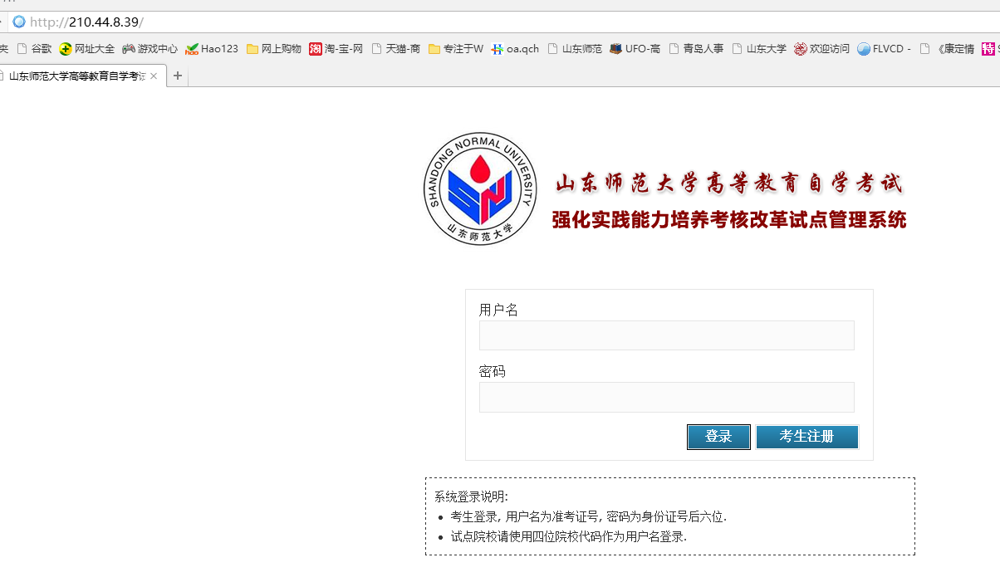 http://210.44.8.39/
夹 谷歌 网址大全 游戏中心 Hao123 网上购物 淘-宝-网 天猫-商 专注于W oa.qch 山东师范 UFO-高 青岛人事 山东大学 欢迎访问 FLVCD - 《康定情
山东师范大学高等教育自学考试
SHANDONG NORMAL UNIVERSITY
山东师范大学
山东师范大学高等教育自学考试
强化实践能力培养考核改革试点管理系统
用户名
密码
登录 考生注册
系统登录说明:
考生登录, 用户名为准考证号, 密码为身份证号后六位.
试点院校请使用四位院校代码作为用户名登录.